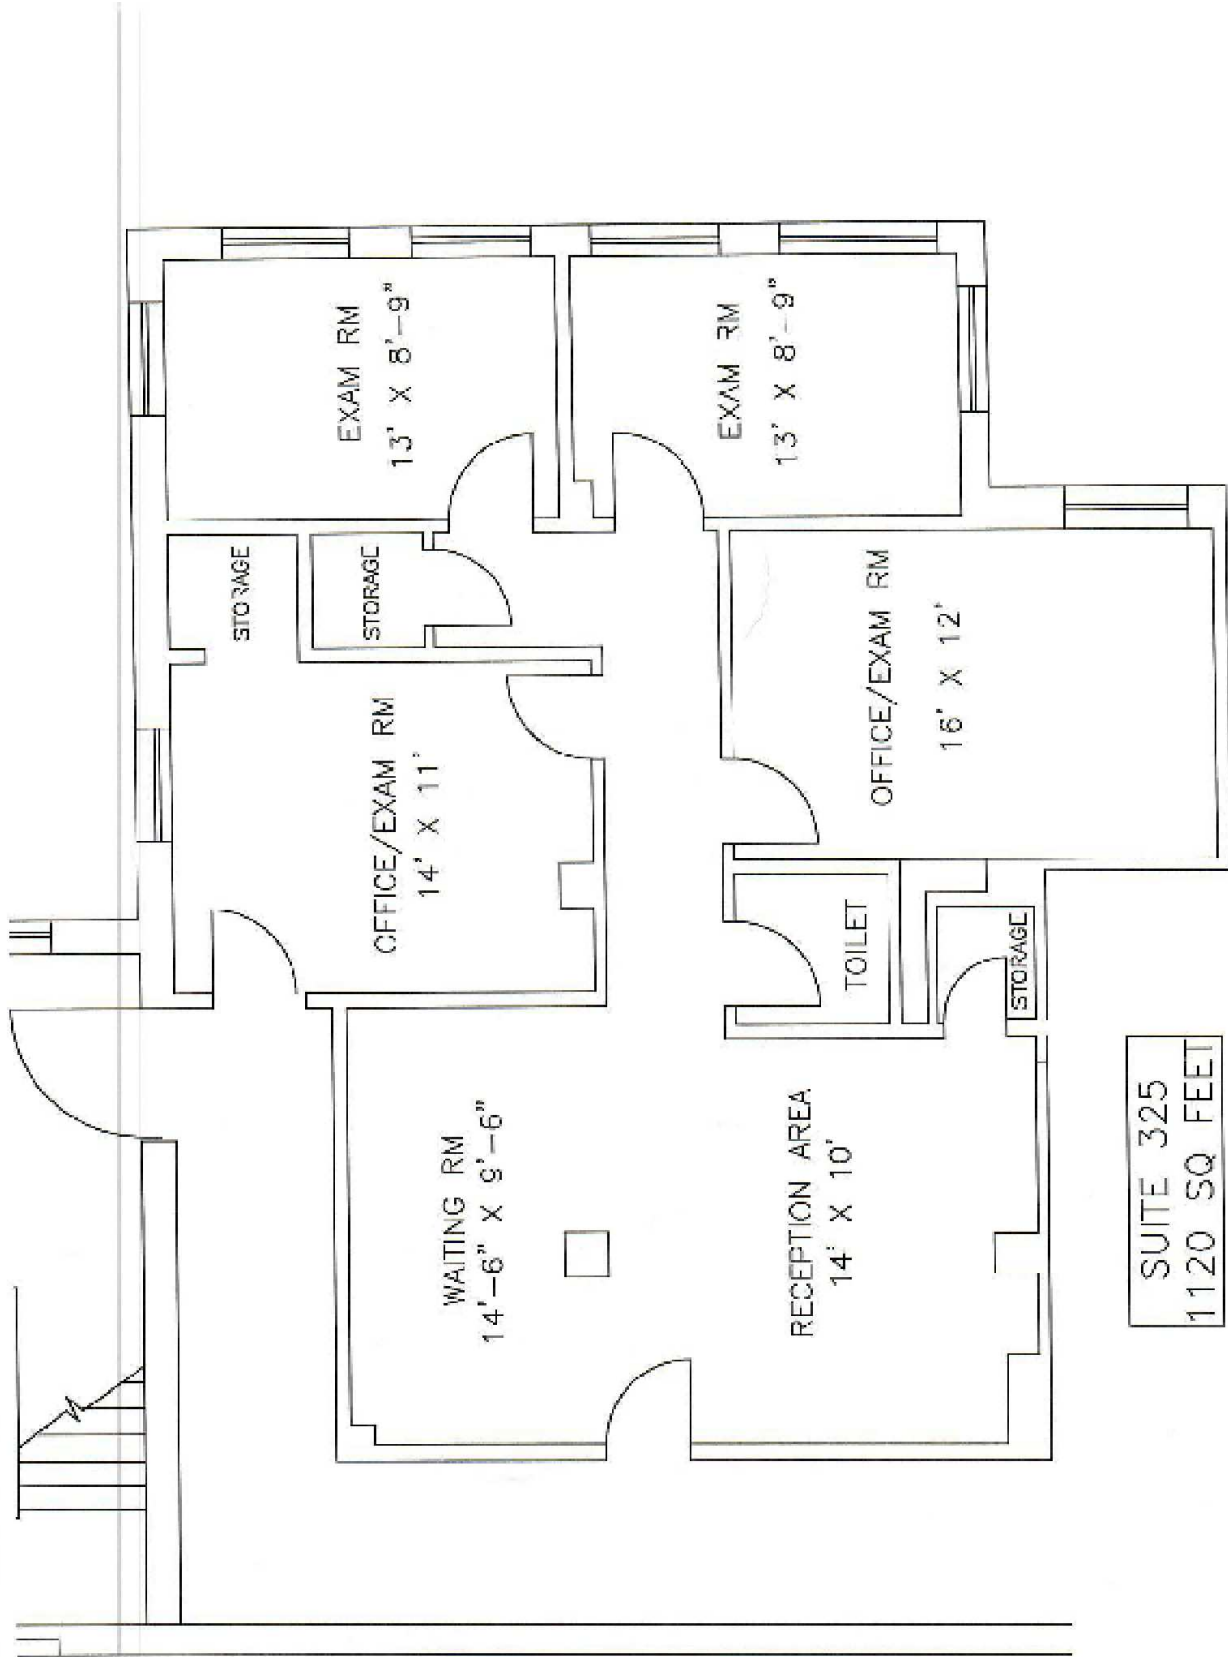 STORAGE
STORAGE
EXAM RM
13' X 8'-9"
EXAM RM
13' X 8'-9"
OFFICE/EXAM RM
14' X 11'
OFFICE/EXAM RM
16' X 12'
TOILET
STORAGE
WAITING RM
14'-6" X 9'-6"
RECEPTION AREA
14' X 10'
SUITE 325
1120 SQ FEET